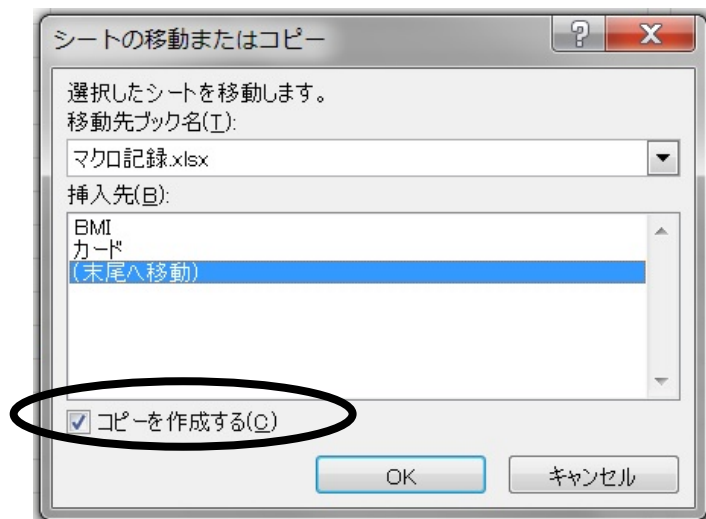 シートの移動またはコピー
選択したシートを移動します。
移動先ブック名(T):
マクロ記録.xlsx
挿入先(B):
BMI
カード
(末尾へ移動)
コピーを作成する(C)
OK キャンセル